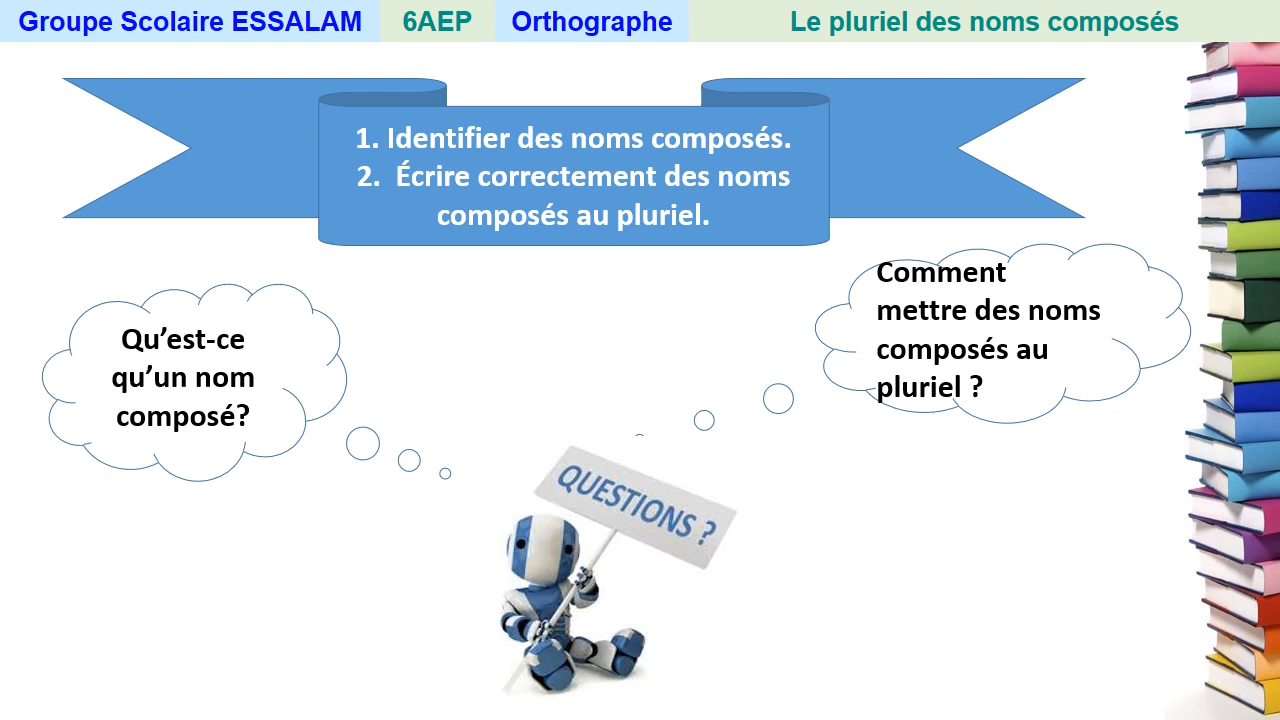 Groupe Scolaire ESSALAM 6AEP Orthographe Le pluriel des noms composés
1. Identifier des noms composés.
2. Écrire correctement des noms
composés au pluriel.
Qu’est-ce
qu’un nom
composé?
Comment
mettre des noms
composés au
pluriel ?
QUESTIONS ?